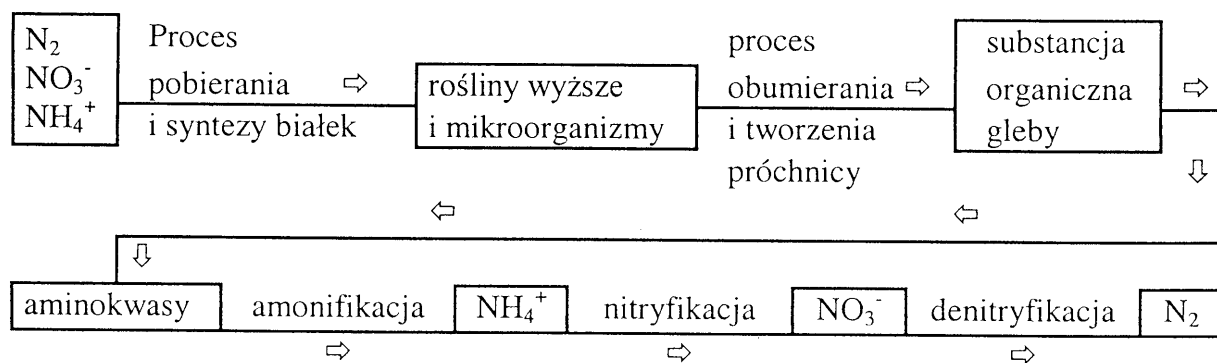 N₂
NO₃⁻
NH₄⁺
Proces
pobierania ⇨
i syntezy białek
rośliny wyższe
i mikroorganizmy
proces
obumierania ⇨
i tworzenia
próchnicy
substancja
organiczna
gleby
⇨
⇩
⇦ ⇦
⇩
aminokwasy amonifikacja NH₄⁺ nitryfikacja NO₃⁻ denitryfikacja N₂
⇨ ⇨ ⇨